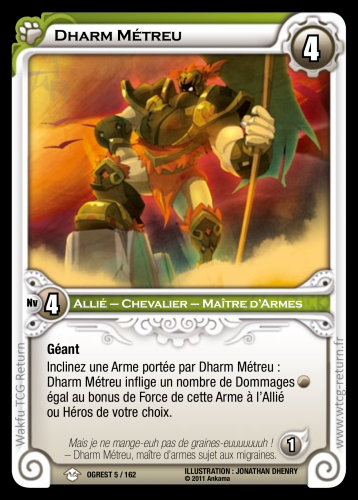 Dharm Métreu
4
Nv 4 Allié – Chevalier – Maître d'Armes
Géant
Inclinez une Arme portée par Dharm Métreu :
Dharm Métreu inflige un nombre de Dommages
égal au bonus de Force de cette Arme à l'Allié
ou Héros de votre choix.
Mais je ne mange-euh pas de graines-euuuuuuuh !
– Dharm Métreu, maître d'armes sujet aux migraines.
1
OGREST 5 / 162
ILLUSTRATION : JONATHAN DHENRY
© 2011 Ankama
Wakfu TCG Return
www.wtcg-return.fr